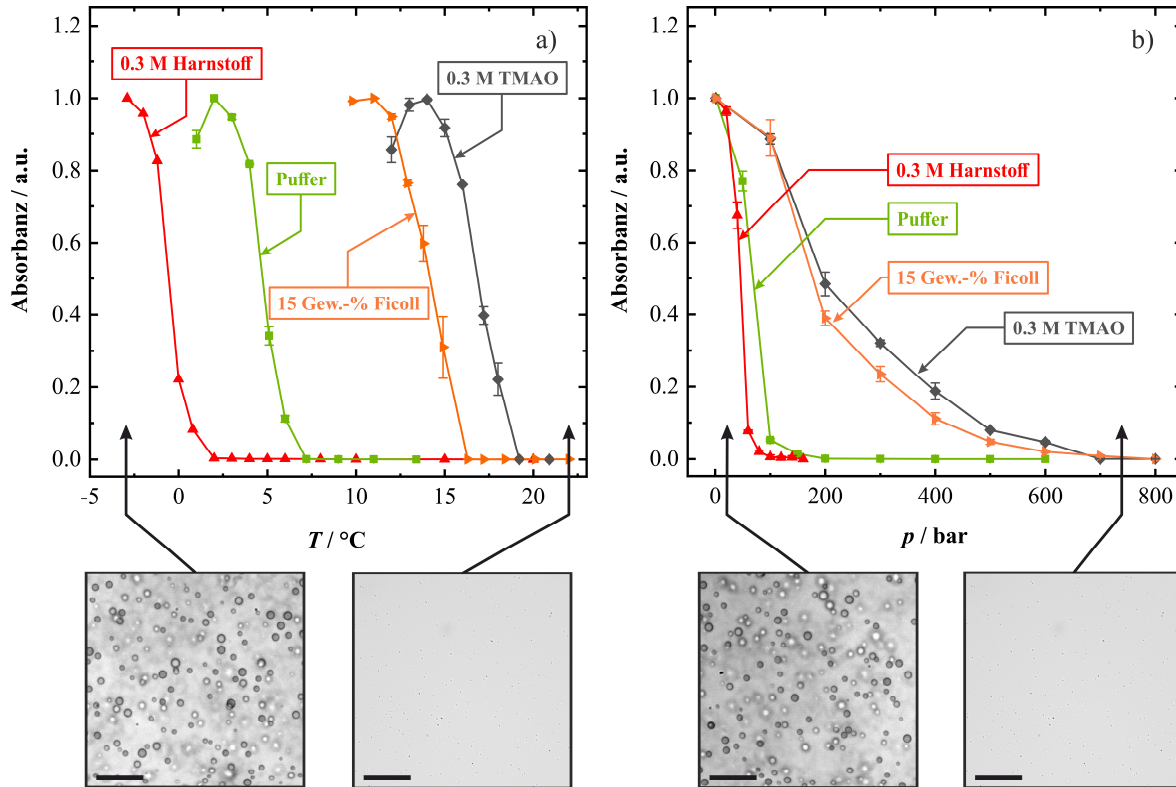 a)
1.2
1.0
0.8
0.6
0.4
0.2
0.0
Absorbanz / a.u.
0.3 M Harnstoff
0.3 M TMAO
Puffer
15 Gew.-% Ficoll
-5
0
5
10
15
20
T / °C
b)
1.2
1.0
0.8
0.6
0.4
0.2
0.0
Absorbanz / a.u.
0.3 M Harnstoff
Puffer
15 Gew.-% Ficoll
0.3 M TMAO
0
200
400
600
800
p / bar